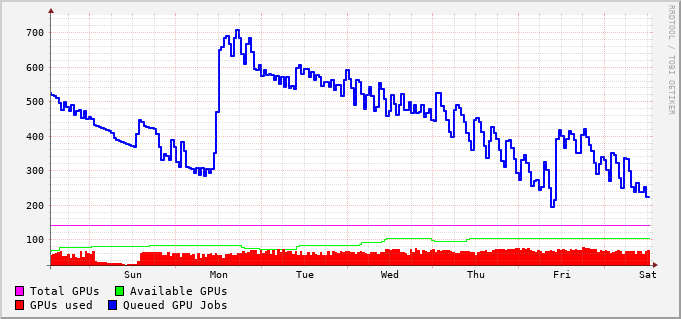 700
600
500
400
300
200
100
Sun Mon Tue Wed Thu Fri Sat
Total GPUs Available GPUs
GPUs used Queued GPU Jobs
RRDTOOL / TOBI OETIKER